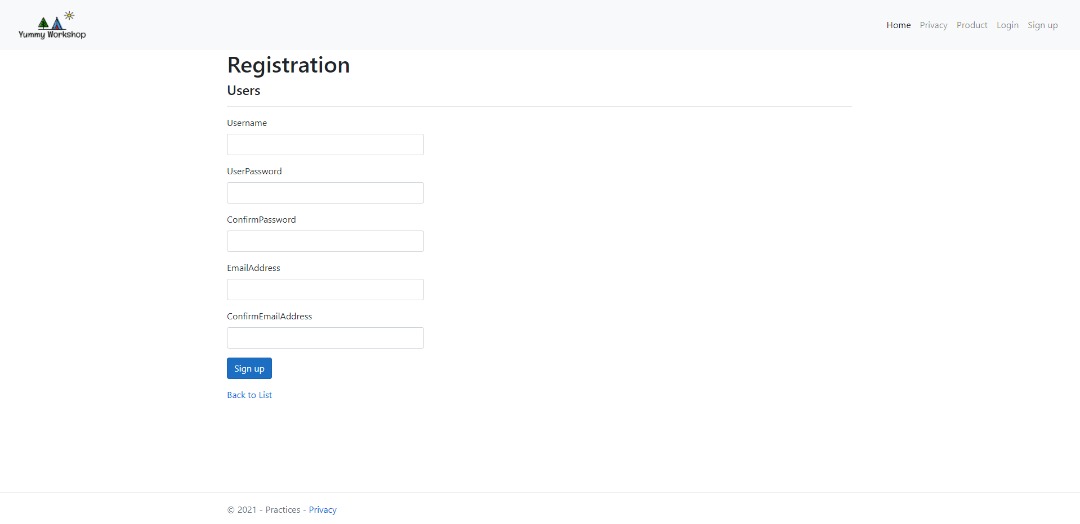 Yummy Workshop
Home Privacy Product Login Sign up
Registration
Users
Username
UserPassword
ConfirmPassword
EmailAddress
ConfirmEmailAddress
Sign up
Back to List
© 2021 - Practices - Privacy